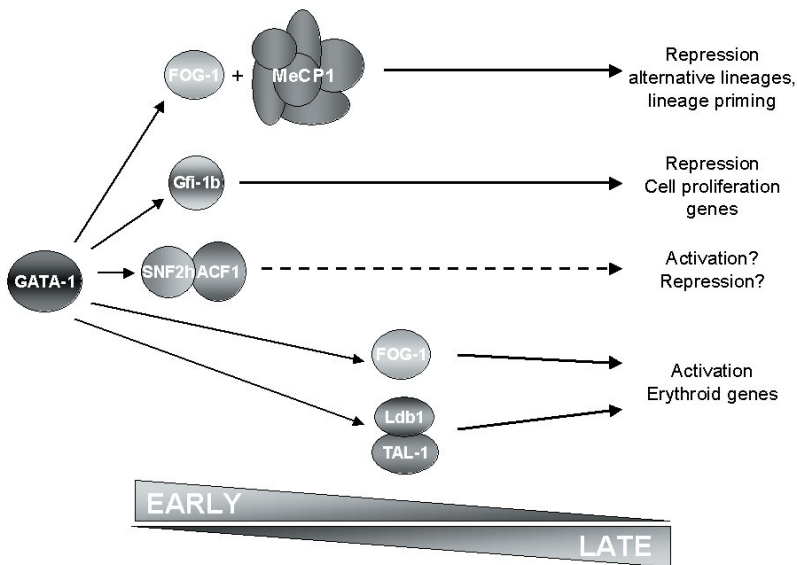 FOG-1 + MeCP1
Repression
alternative lineages,
lineage priming
Gfi-1b
Repression
Cell proliferation
genes
GATA-1
SNF2h ACF1
Activation?
Repression?
FOG-1
Ldb1
TAL-1
Activation
Erythroid genes
EARLY
LATE